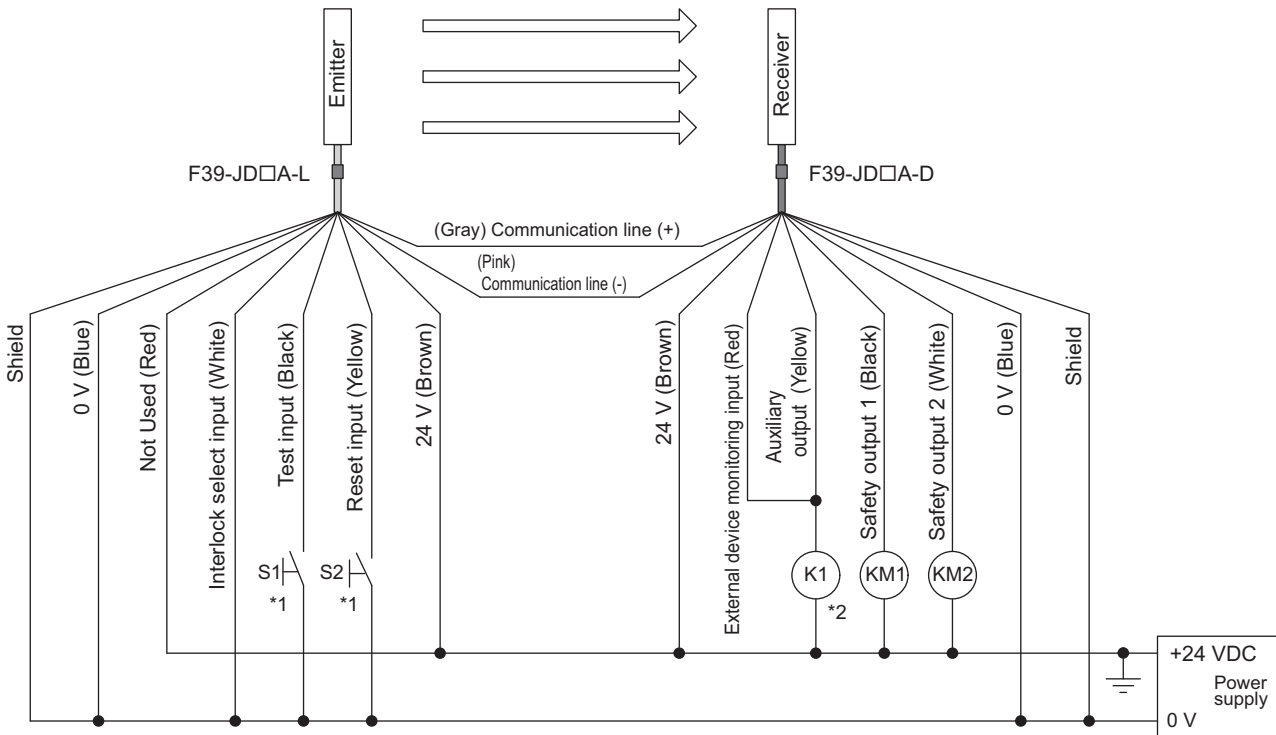 Emitter
Receiver
F39-JD□A-L
F39-JD□A-D
(Gray) Communication line (+)
(Pink)
Communication line (-)
Shield
0 V (Blue)
Not Used (Red)
Interlock select input (White)
Test input (Black)
Reset input (Yellow)
24 V (Brown)
24 V (Brown)
External device monitoring input (Red)
Auxiliary
output (Yellow)
Safety output 1 (Black)
Safety output 2 (White)
0 V (Blue)
Shield
S1
*1
S2
*1
K1
*2
KM1
KM2
+24 VDC
Power
supply
0 V